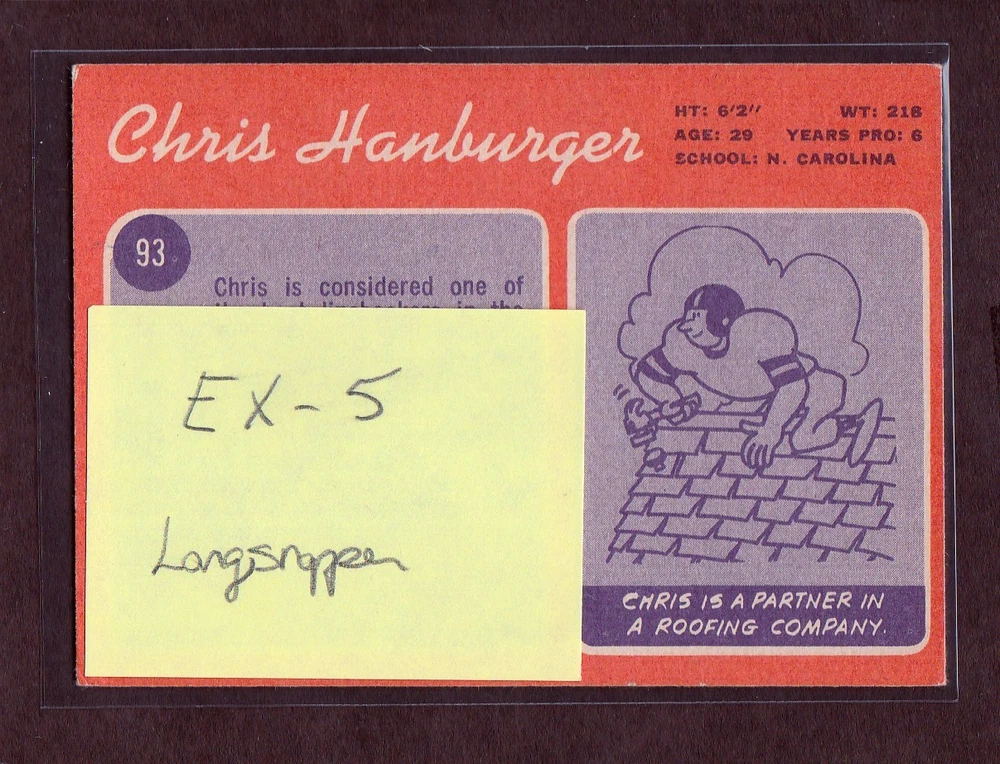 Chris Hanburger
HT: 6'2" WT: 218
AGE: 29 YEARS PRO: 6
SCHOOL: N. CAROLINA
93
Chris is considered one of
EX-5
Longsnapper
CHRIS IS A PARTNER IN
A ROOFING COMPANY.